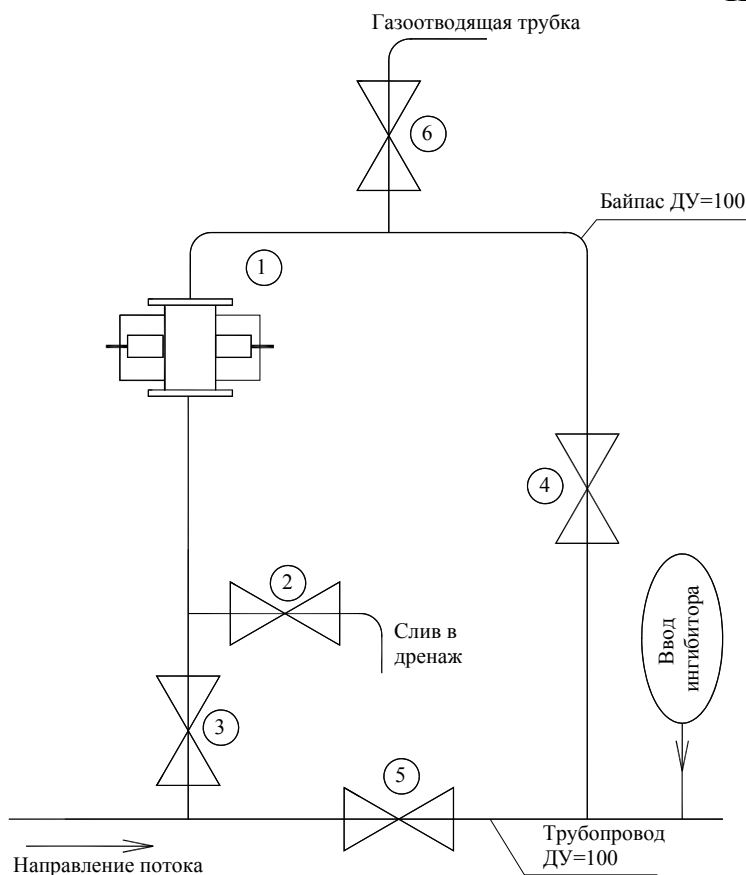 Газоотводящая трубка
6
Байпас ДУ=100
1
4
2
Слив в
дренаж
Ввод
ингибитора
3
5
Трубопровод
ДУ=100
Направление потока